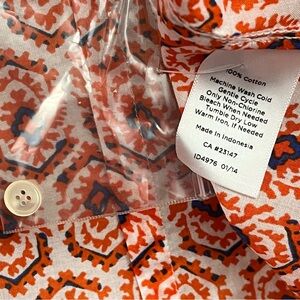 100% Cotton
Machine Wash Cold
Gentle Cycle
Only Non-Chlorine
Bleach When Needed
Tumble Dry Low
Warm Iron, If Needed
Made In Indonesia
CA #23147
ID4976 01/14